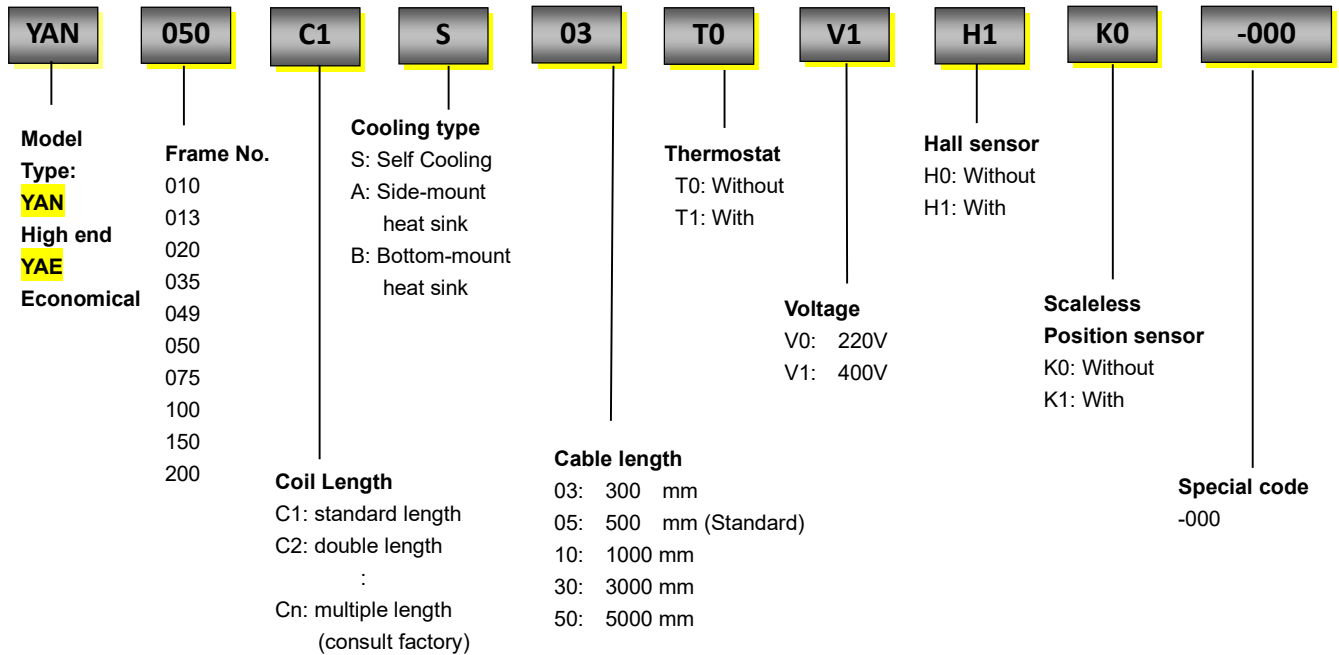 YAN 050 C1 S 03 T0 V1 H1 K0 -000
Model
Type:
YAN
High end
YAE
Economical
Frame No.
010
013
020
035
049
050
075
100
150
200
Coil Length
C1: standard length
C2: double length
:
Cn: multiple length
(consult factory)
Cooling type
S: Self Cooling
A: Side-mount
heat sink
B: Bottom-mount
heat sink
Cable length
03: 300 mm
05: 500 mm (Standard)
10: 1000 mm
30: 3000 mm
50: 5000 mm
Thermostat
T0: Without
T1: With
Voltage
V0: 220V
V1: 400V
Hall sensor
H0: Without
H1: With
Scaleless
Position sensor
K0: Without
K1: With
Special code
-000